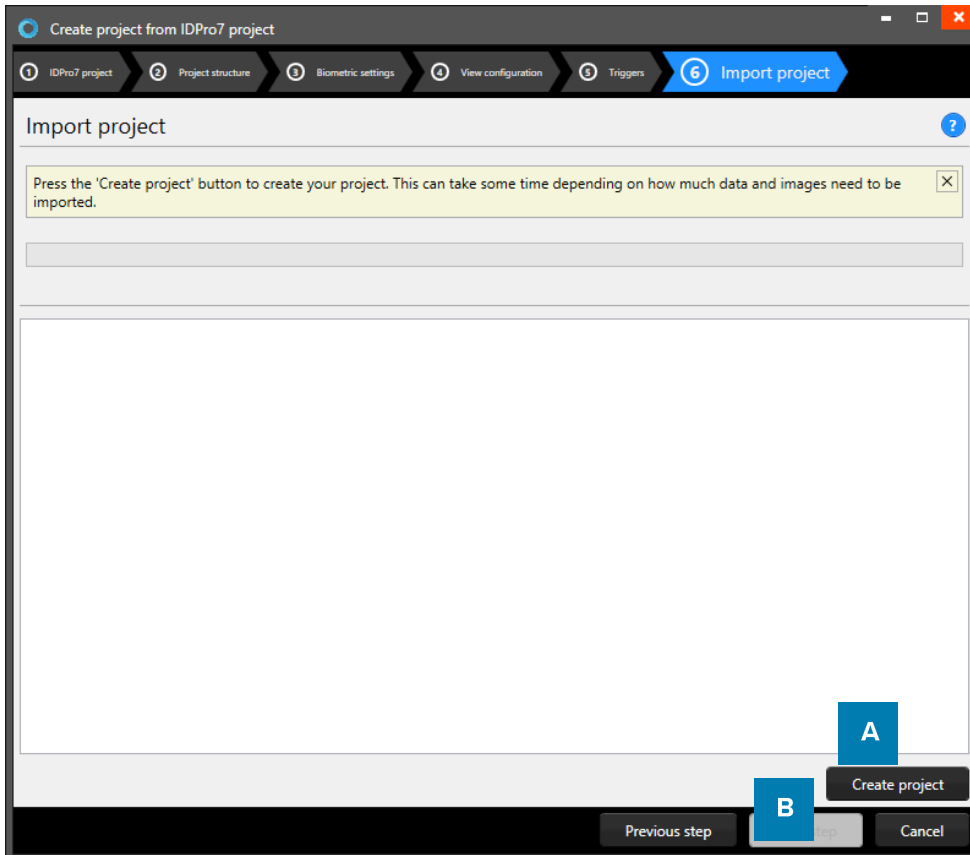 Create project from IDPro7 project
1 IDPro7 project 2 Project structure 3 Biometric settings 4 View configuration 5 Triggers 6 Import project
Import project ?
Press the 'Create project' button to create your project. This can take some time depending on how much data and images need to be
imported.
A
Create project
B
Previous step Cancel